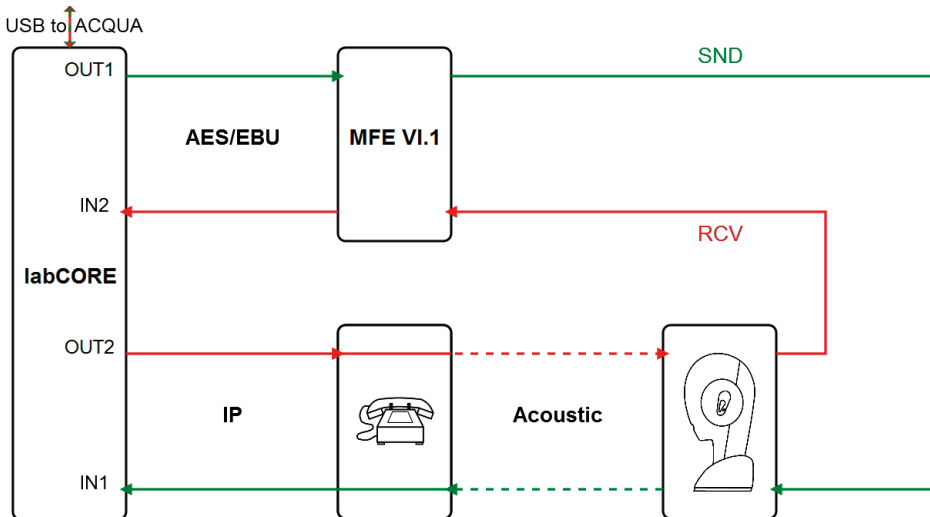 USB to ACQUA
OUT1
SND
AES/EBU
MFE VI.1
IN2
RCV
labCORE
OUT2
IP
Acoustic
IN1